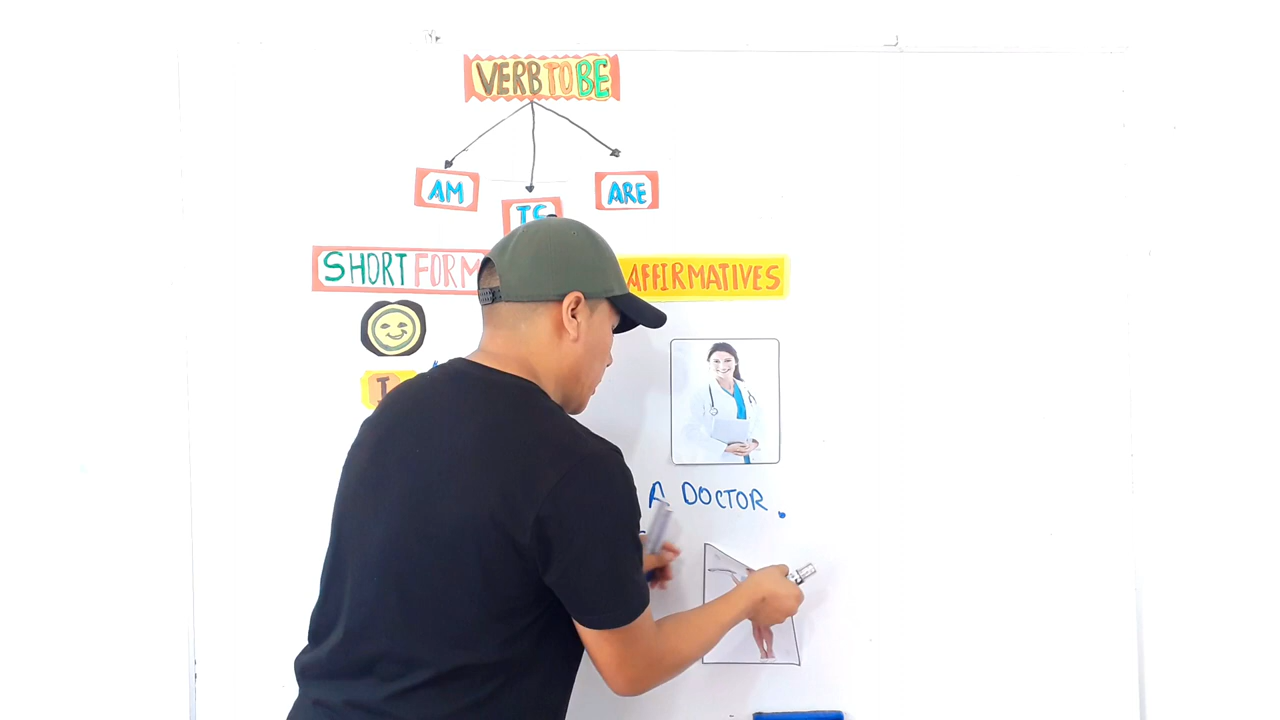 VERB TO BE
AM
IS
ARE
SHORT FORM
AFFIRMATIVES
I
A DOCTOR.